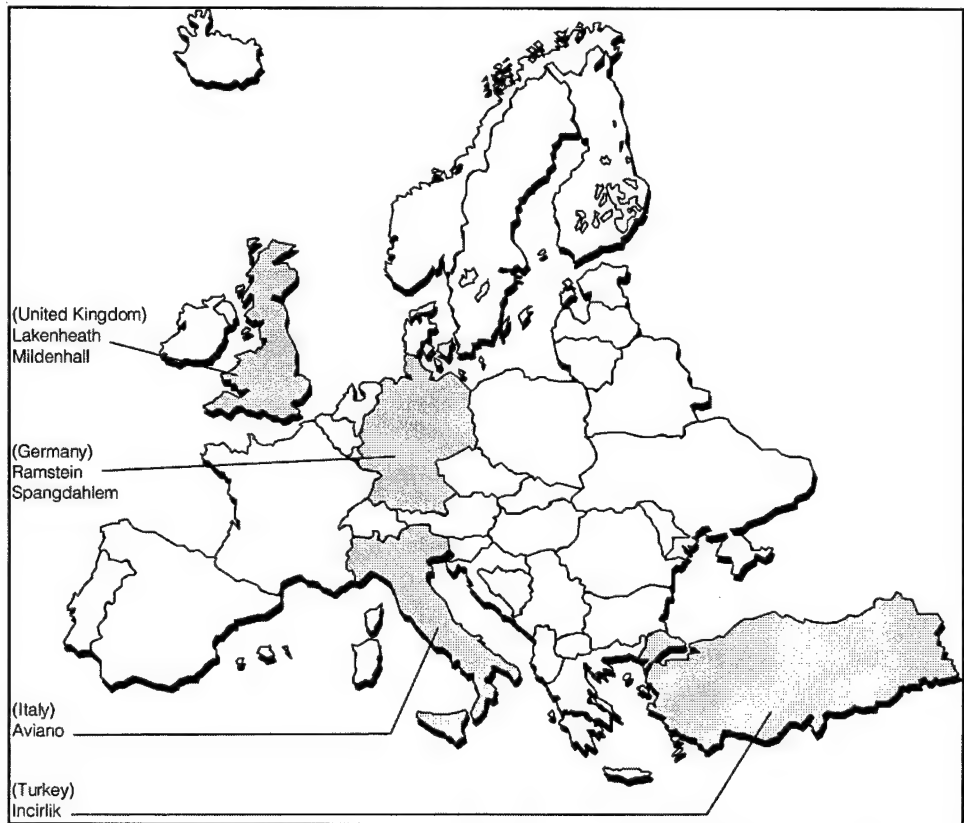 (United Kingdom)
Lakenheath
Mildenhall
(Germany)
Ramstein
Spangdahlem
(Italy)
Aviano
(Turkey)
Incirlik